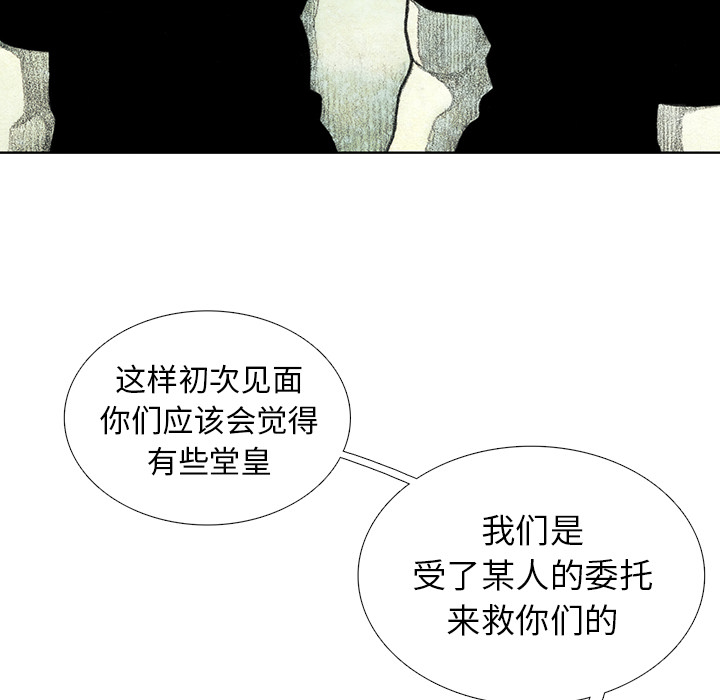 这样初次见面
你们应该会觉得
有些堂皇
我们是
受了某人的委托
来救你们的